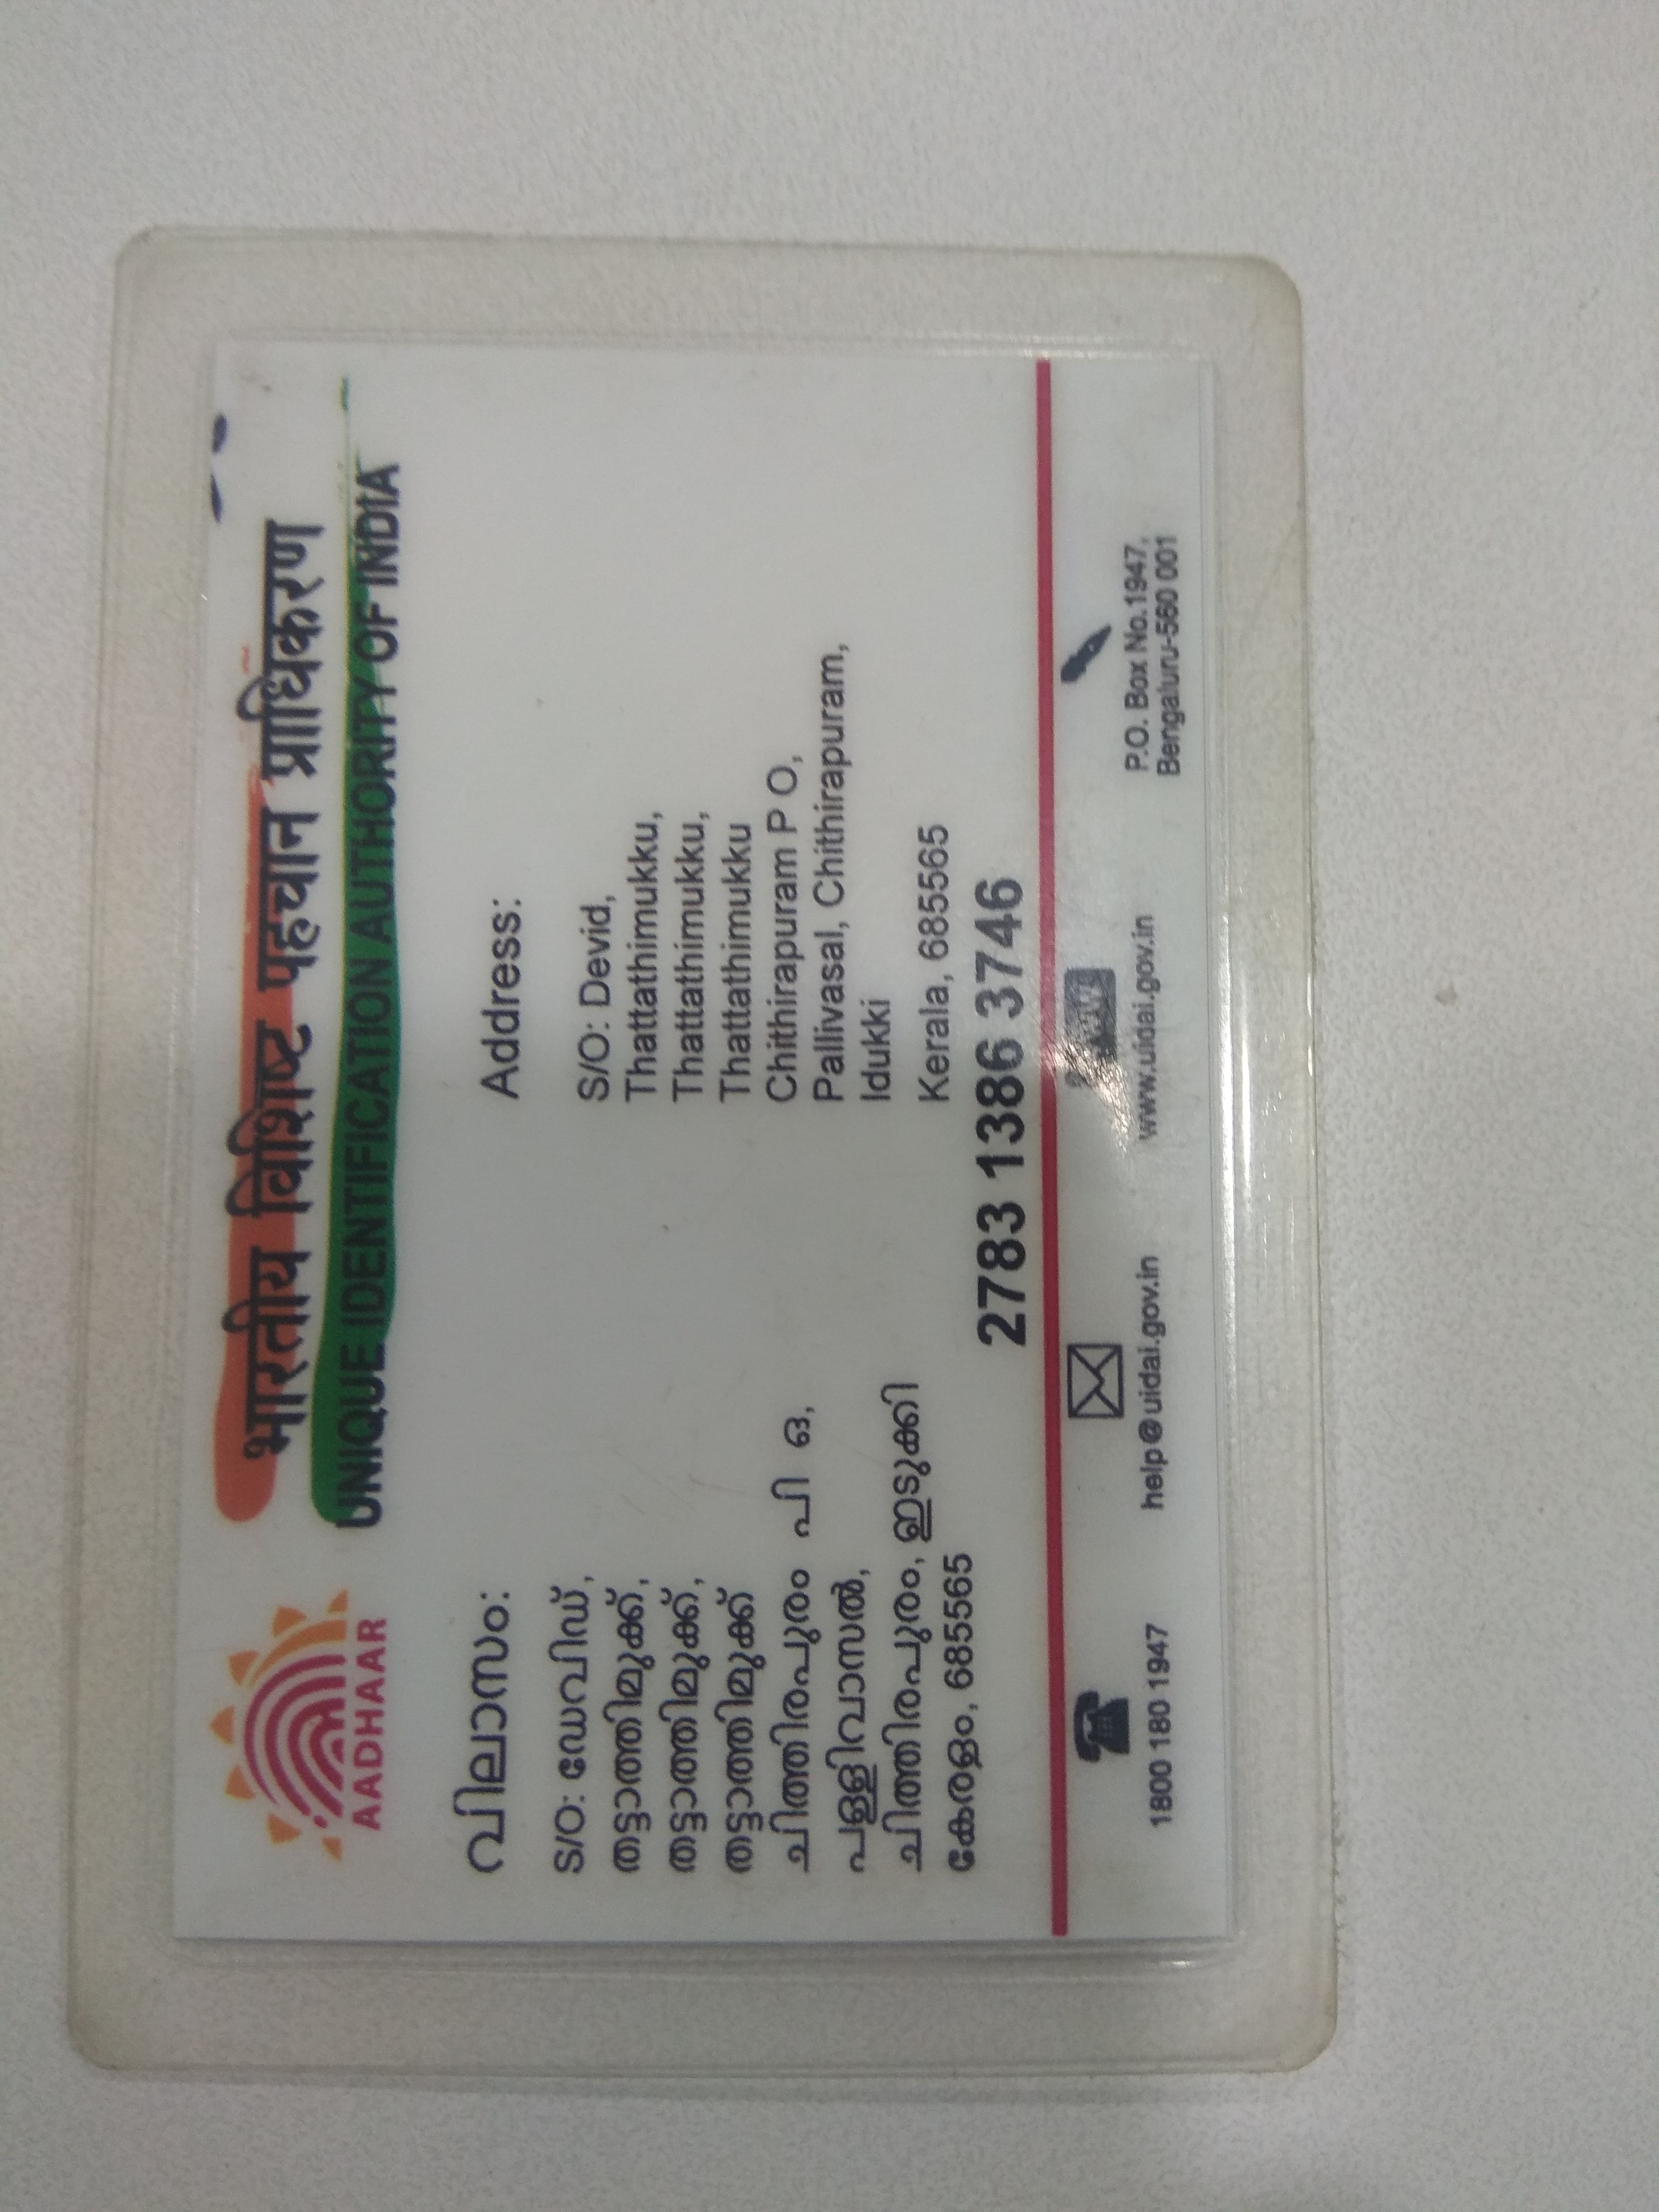 भारतीय विशिष्ट पहचान प्राधिकरण
UNIQUE IDENTIFICATION AUTHORITY OF INDIA
AADHAAR
വിലാസം:
S/O: ഡേവിഡ്,
തട്ടാത്തിമുക്ക്,
തട്ടാത്തിമുക്ക്,
തട്ടാത്തിമുക്ക്
ചിത്തിരപുരം പി ഒ,
പള്ളിവാസൽ,
ചിത്തിരപുരം, ഇടുക്കി
കേരളം, 685565
Address:
S/O: Devid,
Thattathimukku,
Thattathimukku,
Thattathimukku
Chithirapuram P O,
Pallivasal, Chithirapuram,
Idukki
Kerala, 685565
2783 1386 3746
1800 180 1947
help@uidai.gov.in
WWW
www.uidai.gov.in
P.O. Box No.1947,
Bengaluru-560 001